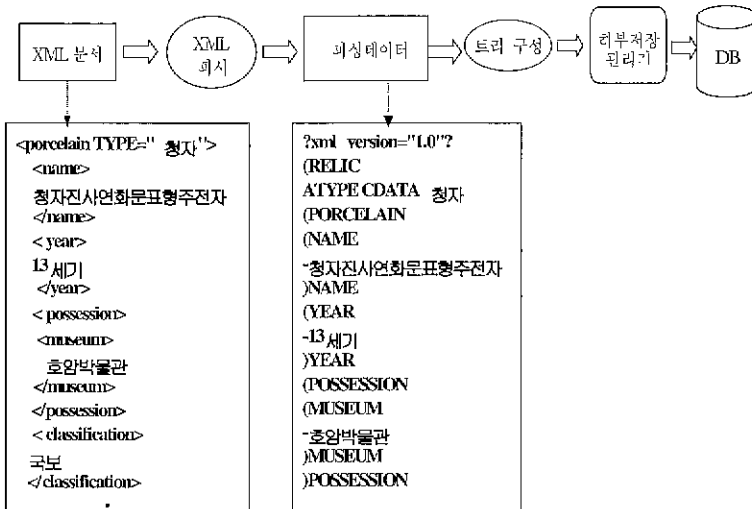 XML 문서
XML
파서
파싱데이터
트리 구성
하부저장
관리기
DB
<porcelain TYPE=" 청자">
<name>
청자진사연화문표형주전자
</name>
< year>
13 세기
</year>
< possession>
<museum>
호암박물관
</museum>
</possession>
< classification>
국보
</classification>
?xml version="1.0"?
(RELIC
ATYPE CDATA 청자
(PORCELAIN
(NAME
-청자진사연화문표형주전자
)NAME
(YEAR
-13 세기
)YEAR
(POSSESSION
(MUSEUM
-호암박물관
)MUSEUM
)POSSESSION